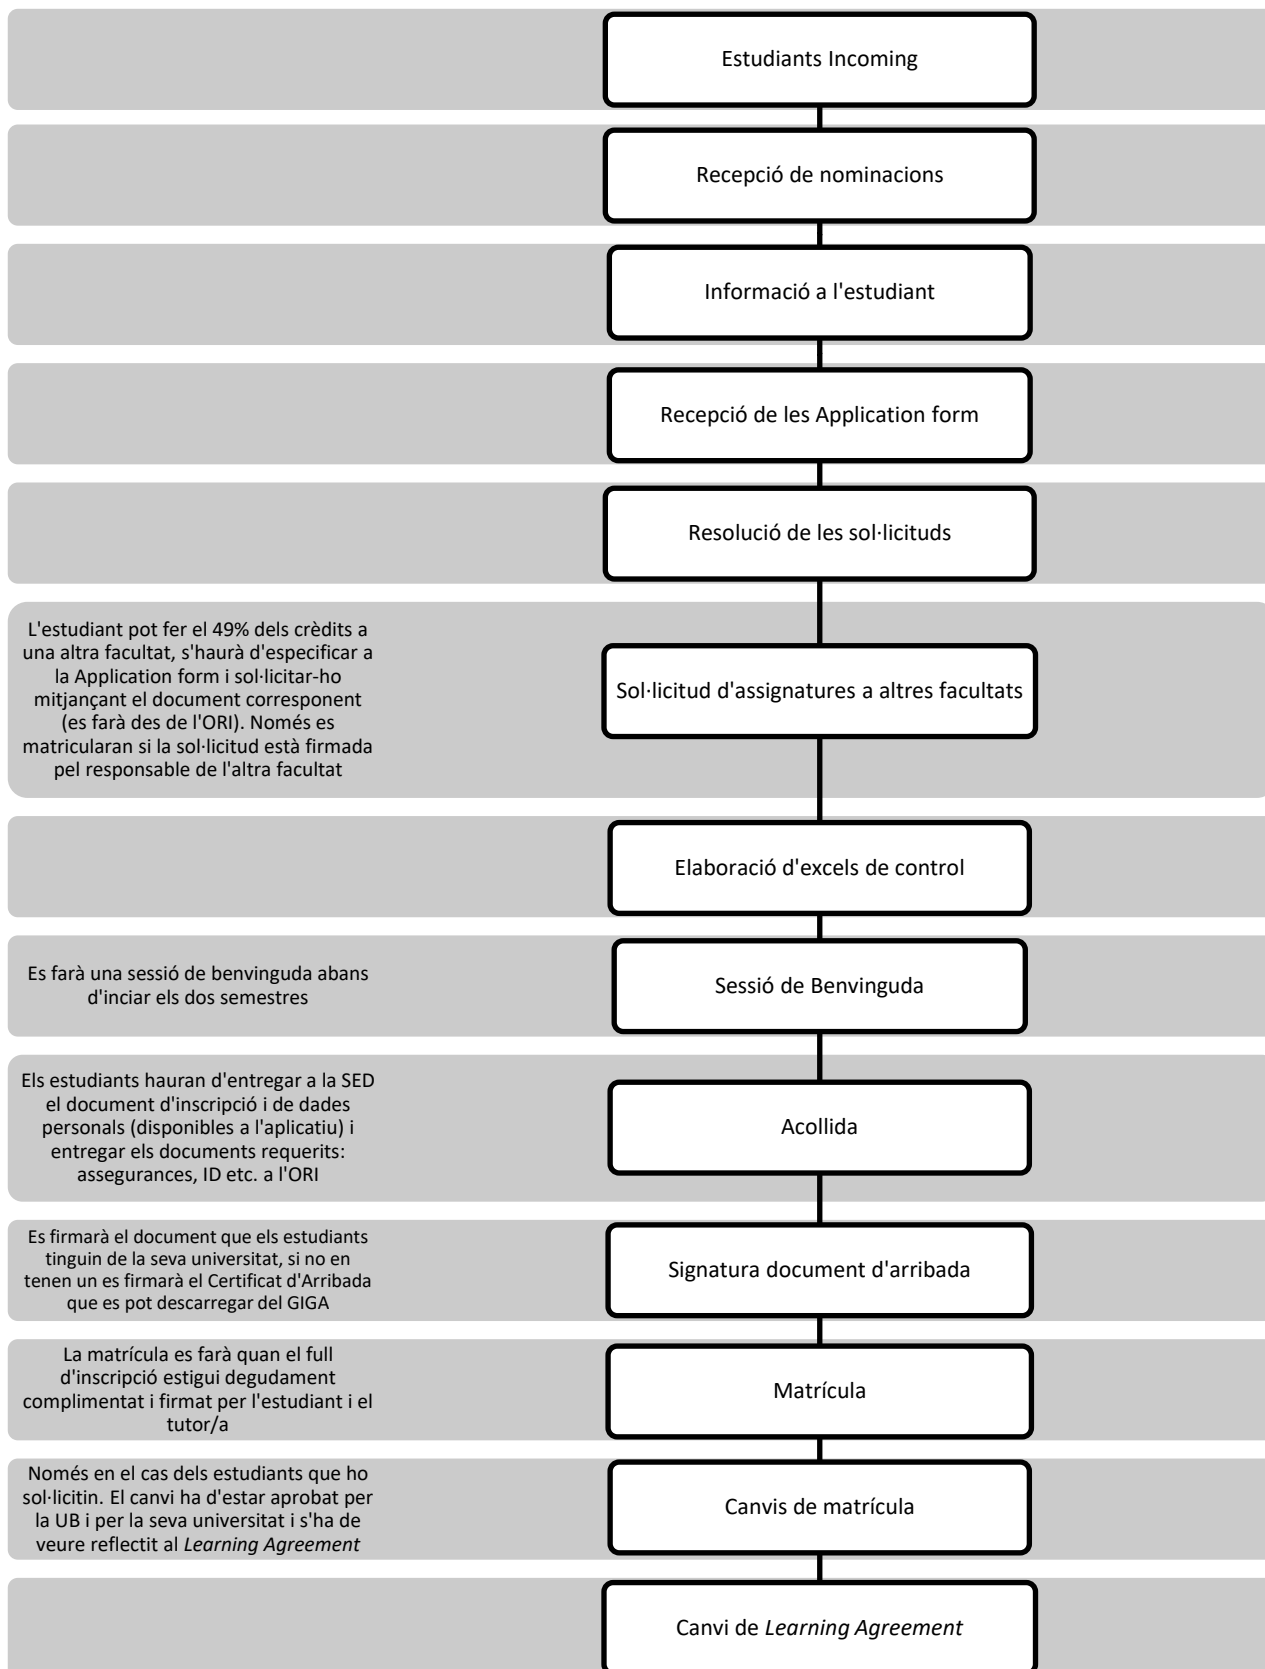 Estudiants Incoming
Recepció de nominacions
Informació a l'estudiant
Recepció de les Application form
Resolució de les sol·licituds
L'estudiant pot fer el 49% dels crèdits a
una altra facultat, s'haurà d'especificar a
la Application form i sol·licitar-ho
mitjançant el document corresponent
(es farà des de l'ORI). Només es
matricularan si la sol·licitud està firmada
pel responsable de l'altra facultat
Sol·licitud d'assignatures a altres facultats
Elaboració d'excels de control
Es farà una sessió de benvinguda abans
d'inciar els dos semestres
Sessió de Benvinguda
Els estudiants hauran d'entregar a la SED
el document d'inscripció i de dades
personals (disponibles a l'aplicatiu) i
entregar els documents requerits:
assegurances, ID etc. a l'ORI
Acollida
Es firmarà el document que els estudiants
tinguin de la seva universitat, si no en
tenen un es firmarà el Certificat d'Arribada
que es pot descarregar del GIGA
Signatura document d'arribada
La matrícula es farà quan el full
d'inscripció estigui degudament
complimentat i firmat per l'estudiant i el
tutor/a
Matrícula
Només en el cas dels estudiants que ho
sol·licitin. El canvi ha d'estar aprobat per
la UB i per la seva universitat i s'ha de
veure reflectit al Learning Agreement
Canvis de matrícula
Canvi de Learning Agreement